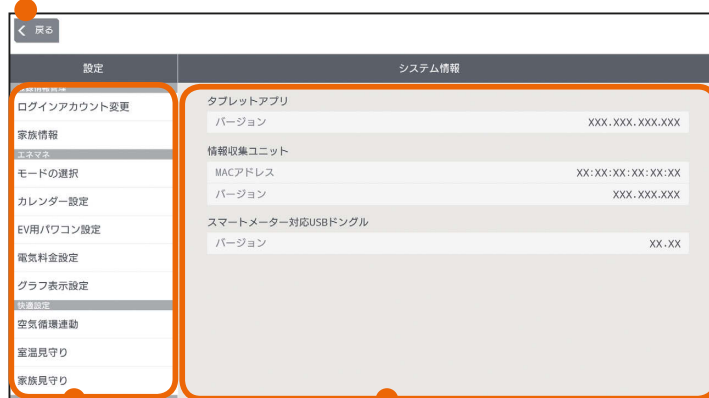 戻る
設定
システム情報
登録情報管理
ログインアカウント変更
家族情報
エネマネ
モードの選択
カレンダー設定
EV用パワコン設定
電気料金設定
グラフ表示設定
快適設定
空気循環連動
室温見守り
家族見守り
タブレットアプリ
バージョン XXX.XXX.XXX.XXX
情報収集ユニット
MACアドレス XX:XX:XX:XX:XX:XX
バージョン XXX.XXX.XXX
スマートメーター対応USBドングル
バージョン XX.XX